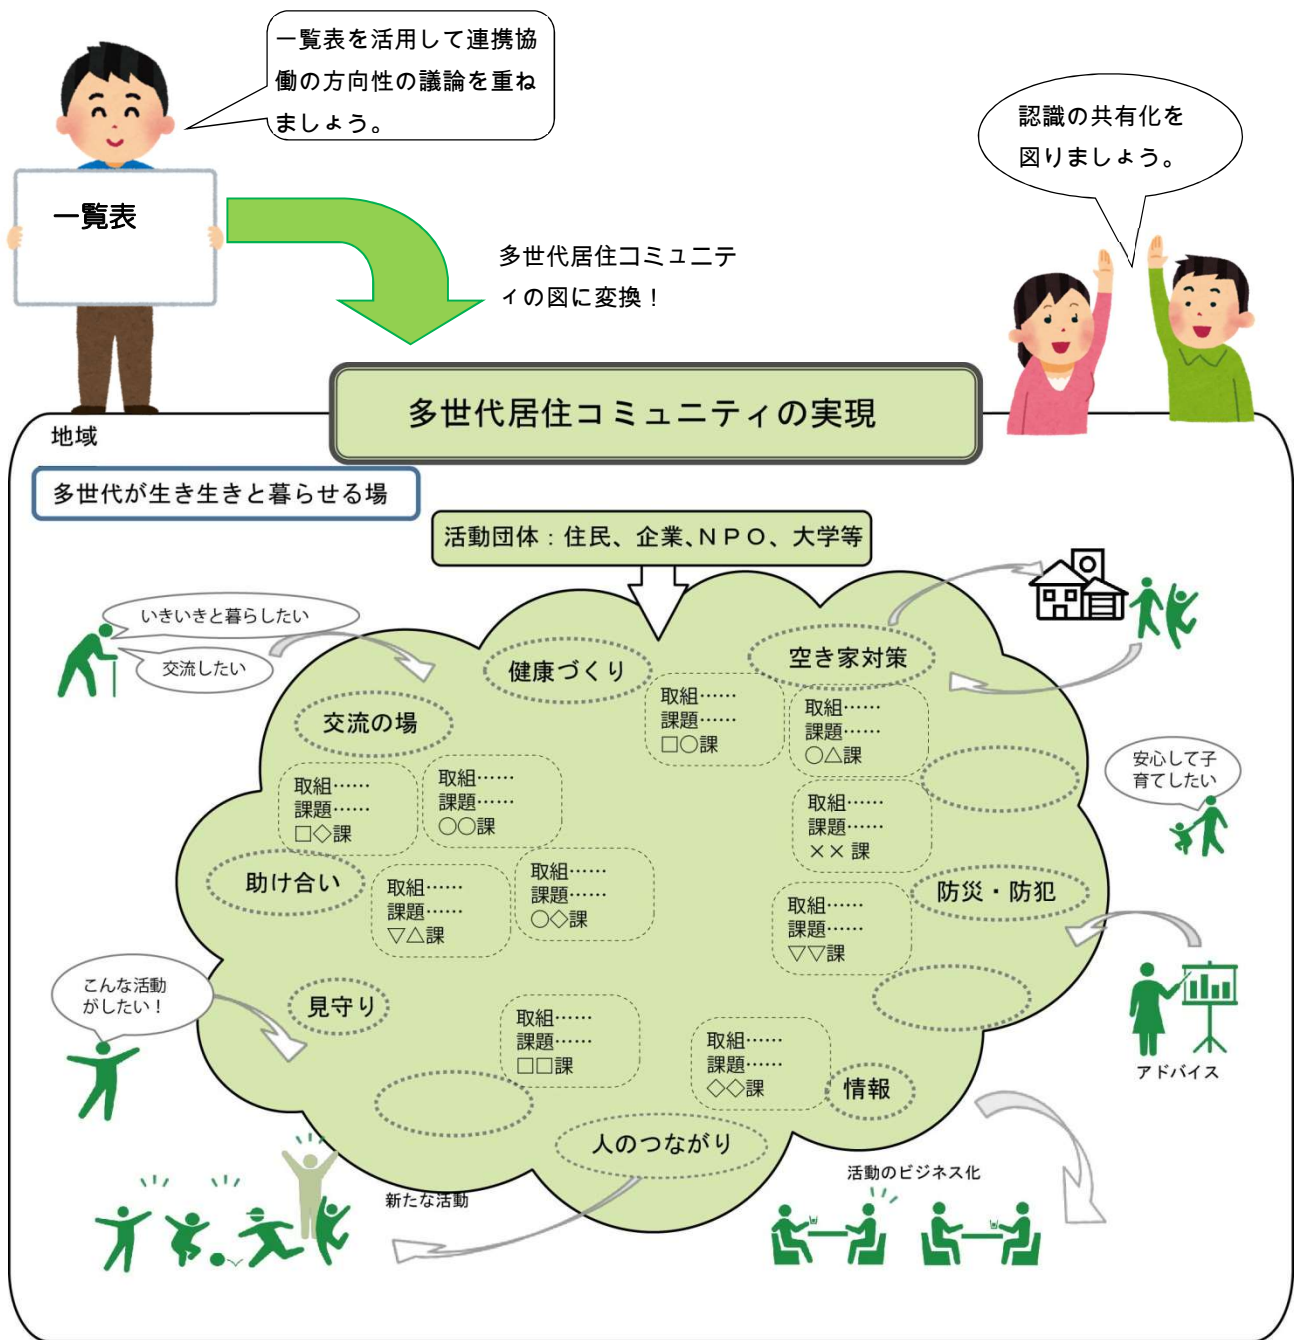 一覧表を活用して連携協
働の方向性の議論を重ね
ましょう。
認識の共有化を
図りましょう。
一覧表
多世代居住コミュニテ
ィの図に変換！
多世代居住コミュニティの実現
地域
多世代が生き生きと暮らせる場
活動団体：住民、企業、ＮＰＯ、大学等
いきいきと暮らしたい
交流したい
健康づくり
空き家対策
取組……
課題……
□○課
取組……
課題……
○△課
交流の場
安心して子
育てしたい
取組……
課題……
□◇課
取組……
課題……
○○課
取組……
課題……
××課
助け合い
取組……
課題……
▽△課
取組……
課題……
○◇課
防災・防犯
取組……
課題……
▽▽課
こんな活動
がしたい！
見守り
取組……
課題……
□□課
取組……
課題……
◇◇課
情報
アドバイス
人のつながり
新たな活動
活動のビジネス化